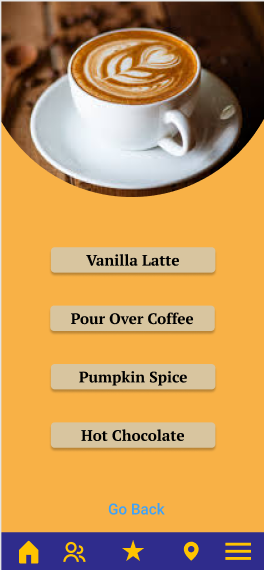 Vanilla Latte
Pour Over Coffee
Pumpkin Spice
Hot Chocolate
Go Back